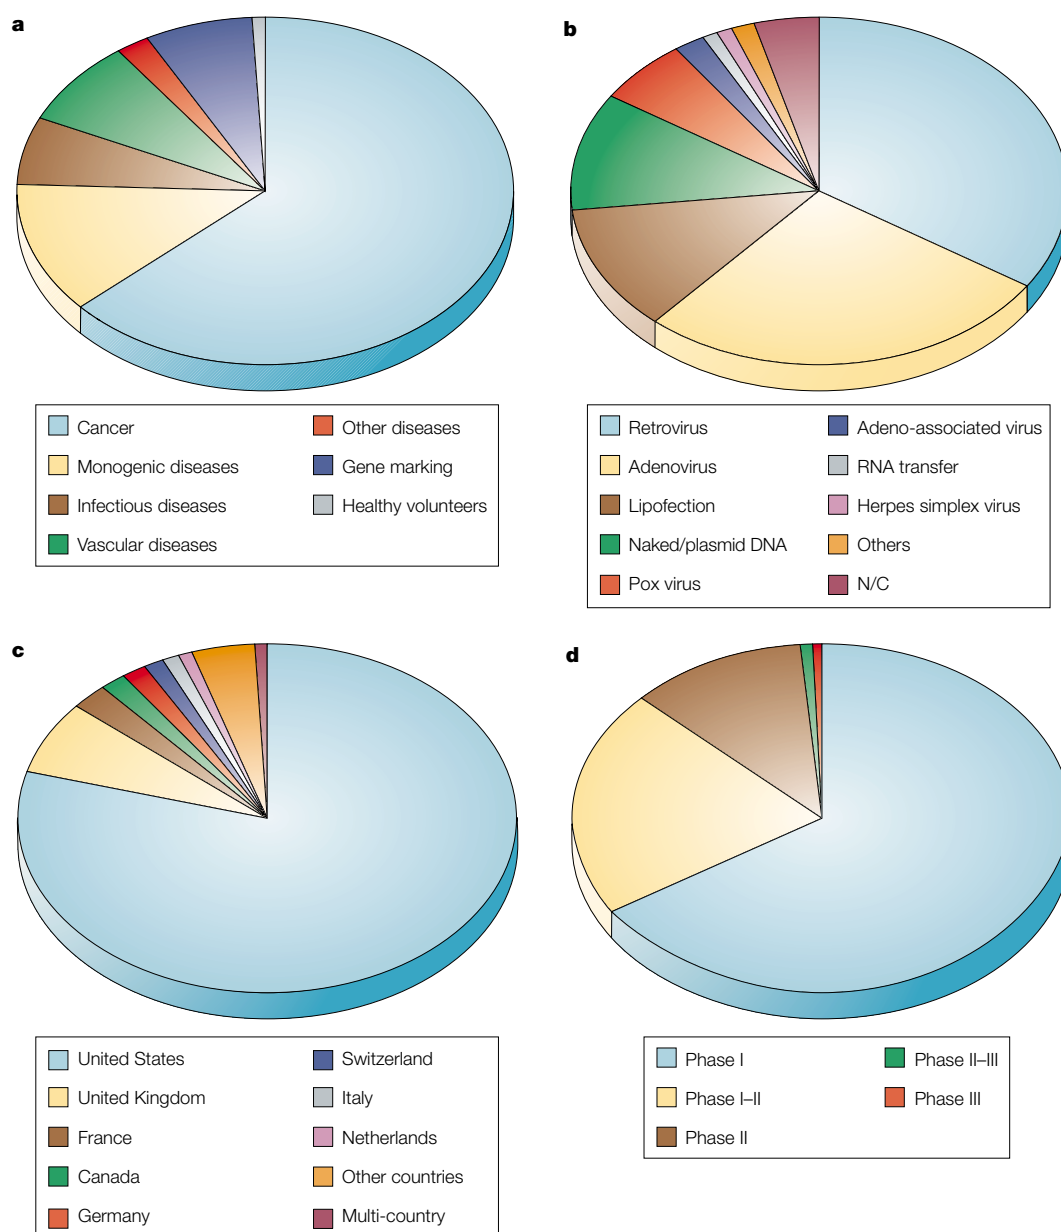 a
Cancer
Monogenic diseases
Infectious diseases
Vascular diseases
Other diseases
Gene marking
Healthy volunteers
b
Retrovirus
Adenovirus
Lipofection
Naked/plasmid DNA
Pox virus
Adeno-associated virus
RNA transfer
Herpes simplex virus
Others
N/C
c
United States
United Kingdom
France
Canada
Germany
Switzerland
Italy
Netherlands
Other countries
Multi-country
d
Phase I
Phase I–II
Phase II
Phase II–III
Phase III